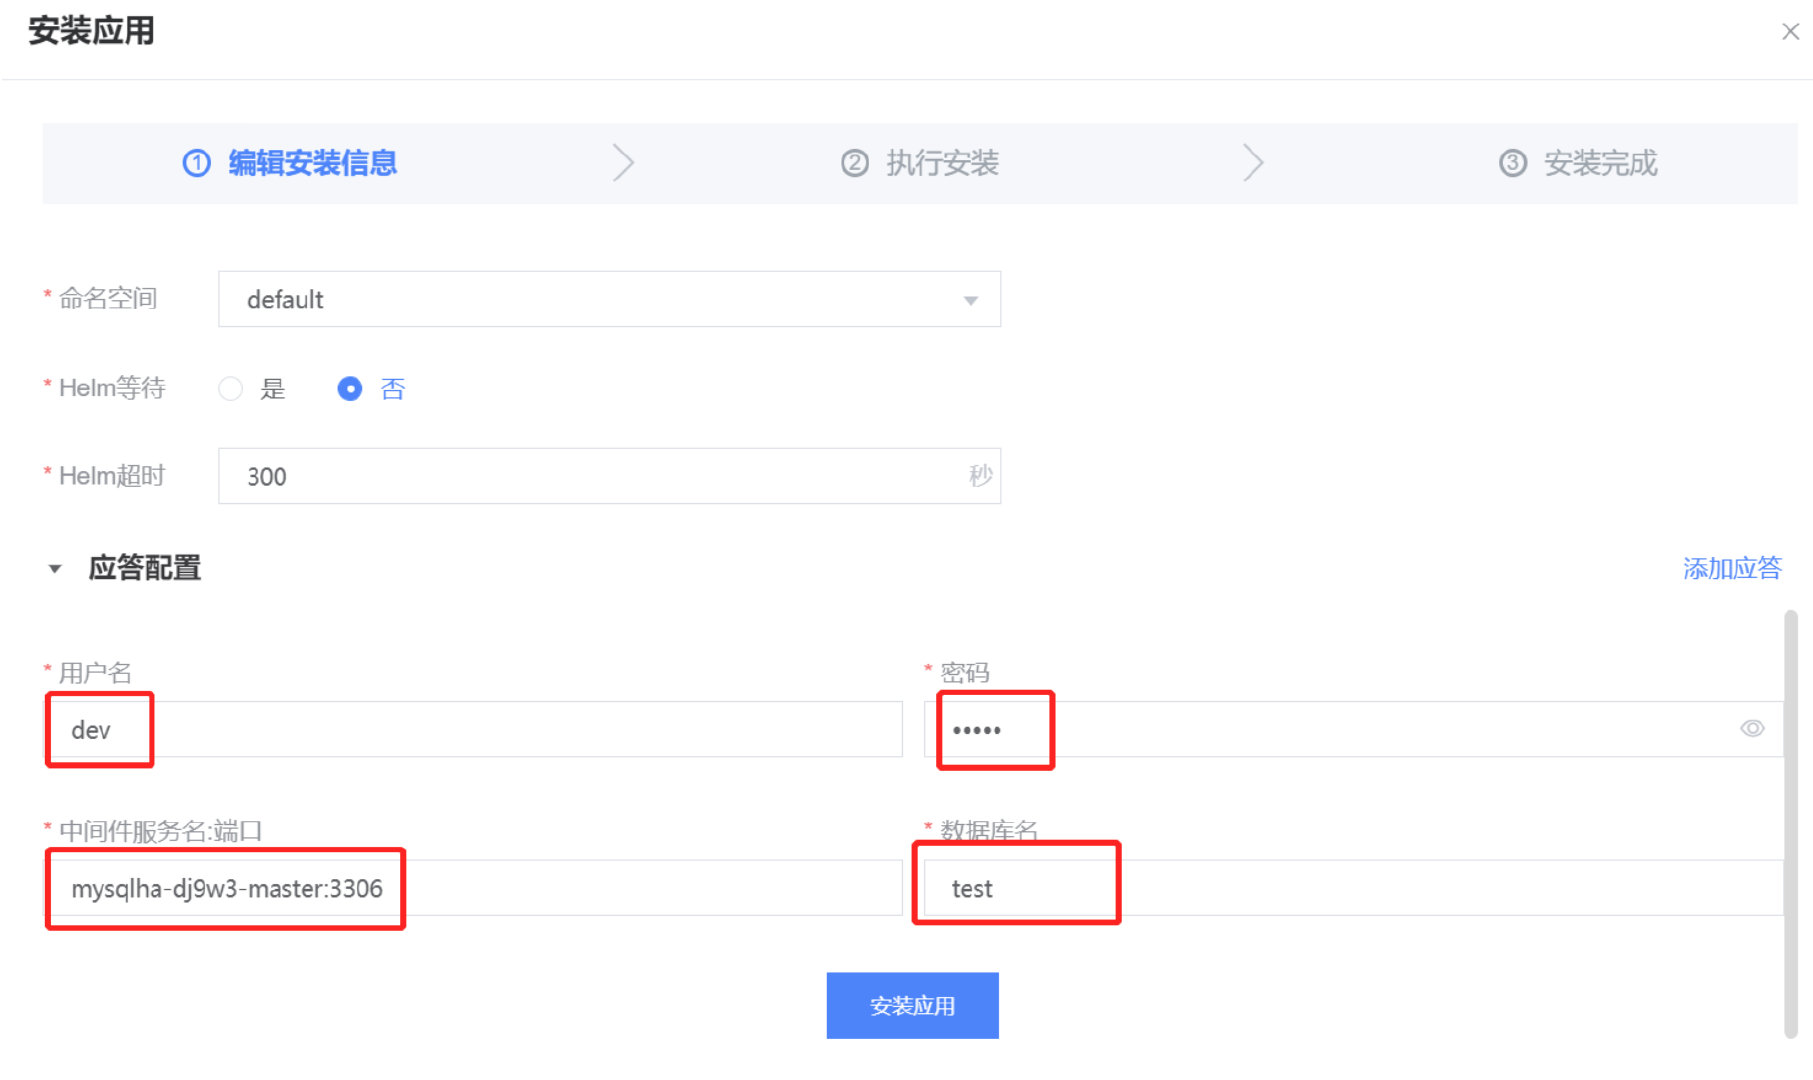 安装应用
① 编辑安装信息
② 执行安装
③ 安装完成
* 命名空间
default
* Helm等待
是
否
* Helm超时
300
秒
应答配置
添加应答
* 用户名
* 密码
dev
•••••
* 中间件服务名:端口
* 数据库名
mysqlha-dj9w3-master:3306
test
安装应用